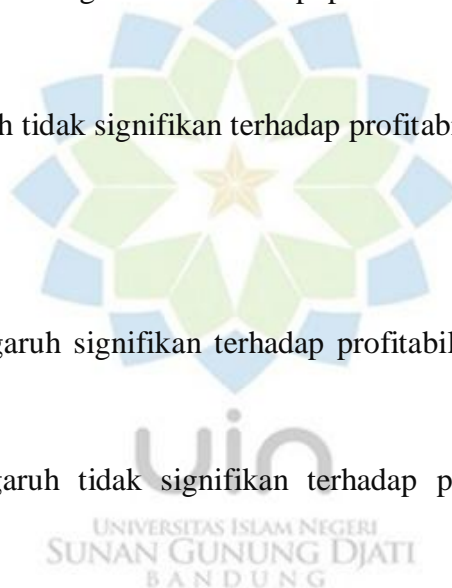 h tidak signifikan terhadap profitab
garuh signifikan terhadap profitabil
uin
garuh tidak signifikan terhadap p
UNIVERSITAS ISLAM NEGERI
SUNAN GUNUNG DJATI
BANDUNG